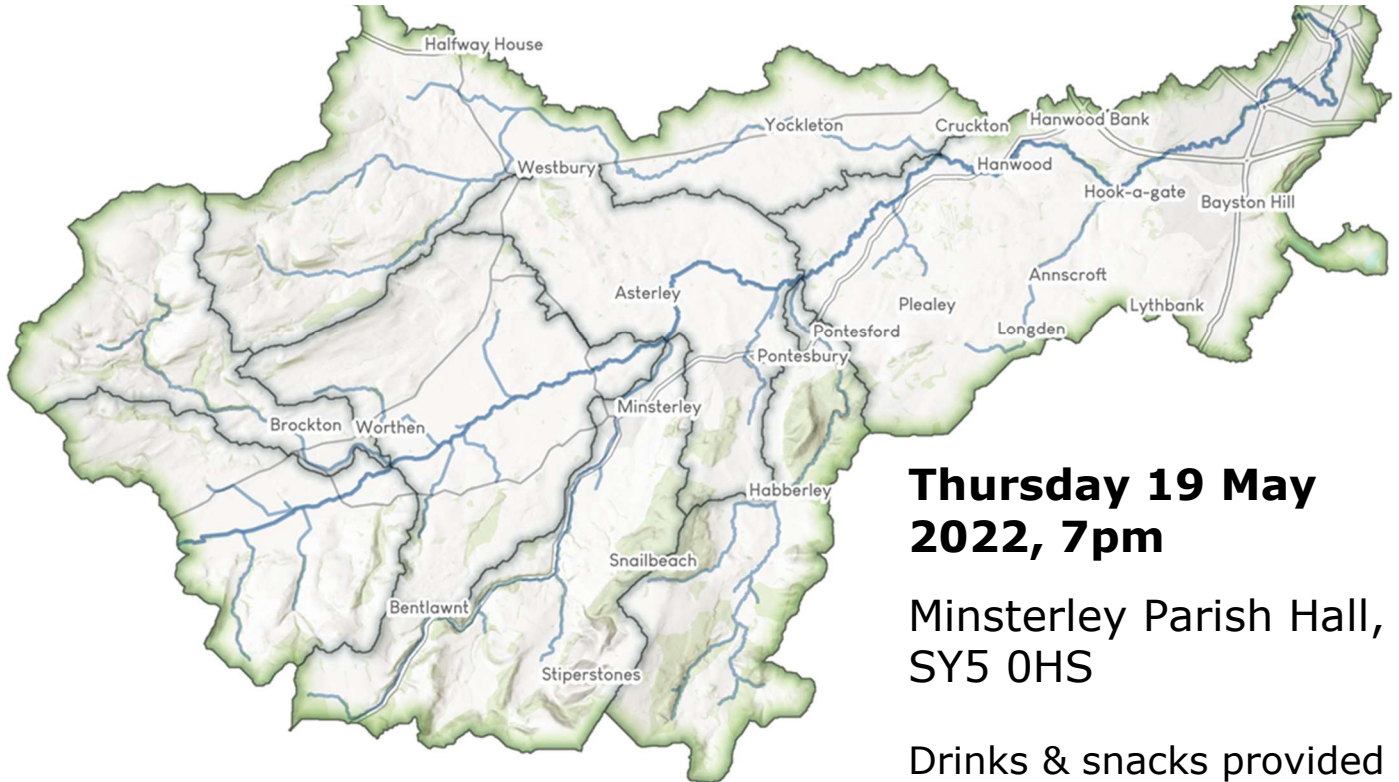 Halfway House
Yockleton
Cruckton
Hanwood Bank
Westbury
Hanwood
Hook-a-gate
Bayston Hill
Asterley
Annscroft
Plealey
Lythbank
Pontesford
Longden
Pontesbury
Minsterley
Brockton
Worthen
Habberley
Snailbeach
Bentlawnt
Stiperstones
Thursday 19 May
2022, 7pm
Minsterley Parish Hall,
SY5 0HS
Drinks & snacks provided